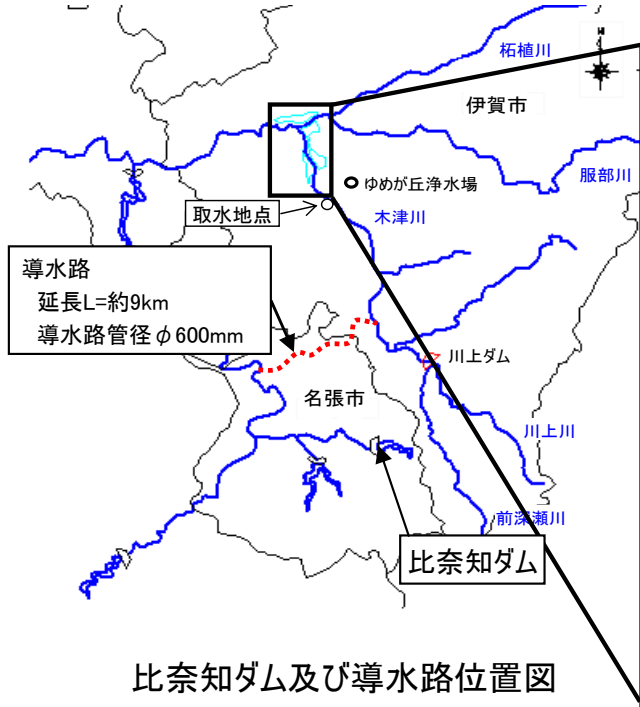 柘植川
伊賀市
服部川
ゆめが丘浄水場
取水地点
木津川
導水路
延長L=約9km
導水路管径φ600mm
川上ダム
名張市
川上川
前深瀬川
比奈知ダム
比奈知ダム及び導水路位置図